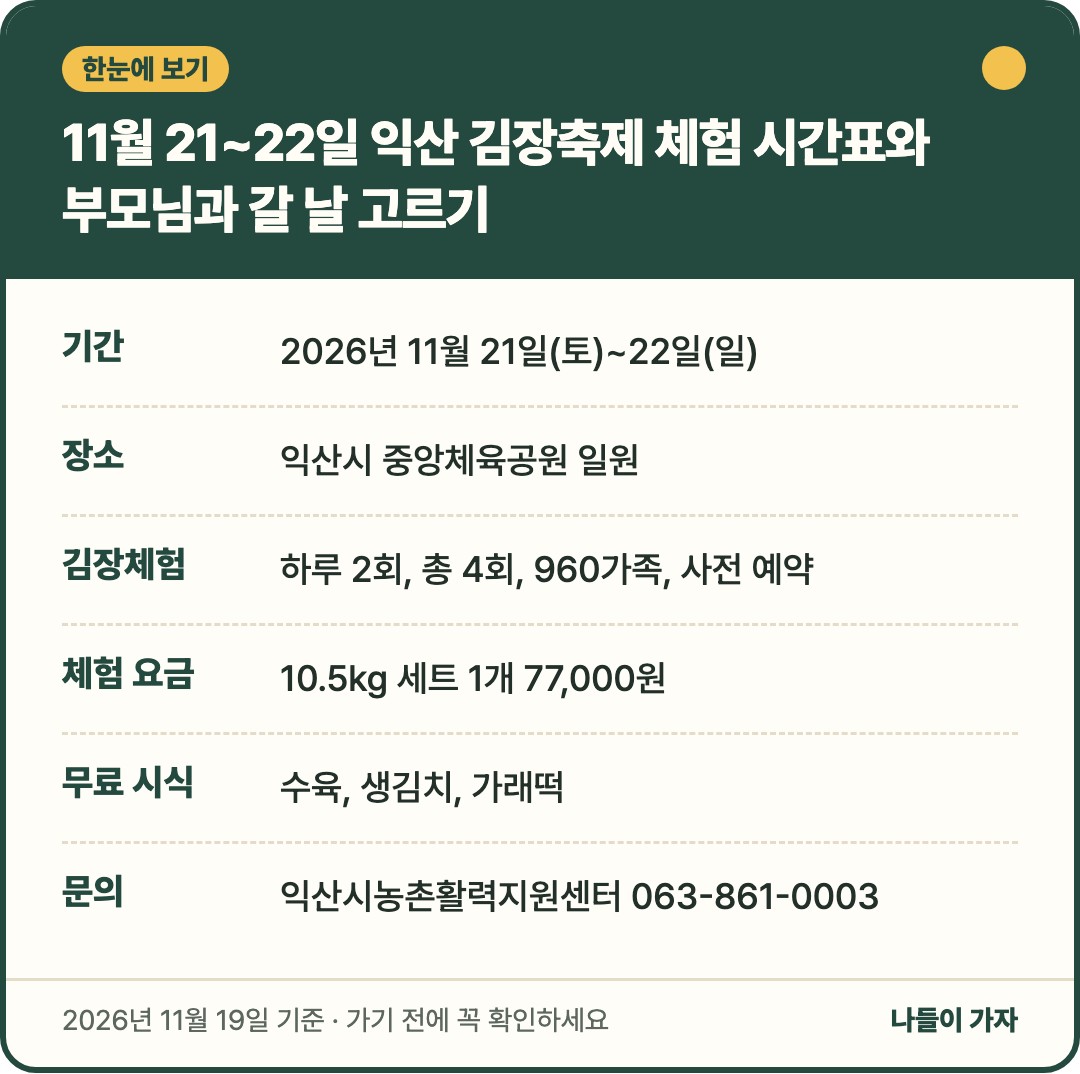 한눈에 보기
11월 21~22일 익산 김장축제 체험 시간표와
부모님과 갈 날 고르기
기간 2026년 11월 21일(토)~22일(일)
장소 익산시 중앙체육공원 일원
김장체험 하루 2회, 총 4회, 960가족, 사전 예약
체험 요금 10.5kg 세트 1개 77,000원
무료 시식 수육, 생김치, 가래떡
문의 익산시농촌활력지원센터 063-861-0003
2026년 11월 19일 기준 · 가기 전에 꼭 확인하세요 나들이 가자